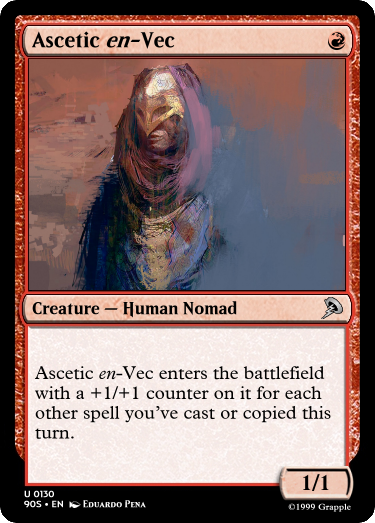 Ascetic en-Vec
Creature — Human Nomad
Ascetic en-Vec enters the battlefield
with a +1/+1 counter on it for each
other spell you’ve cast or copied this
turn.
1/1
U 0130
90S • EN Eduardo Pena
©1999 Grapple